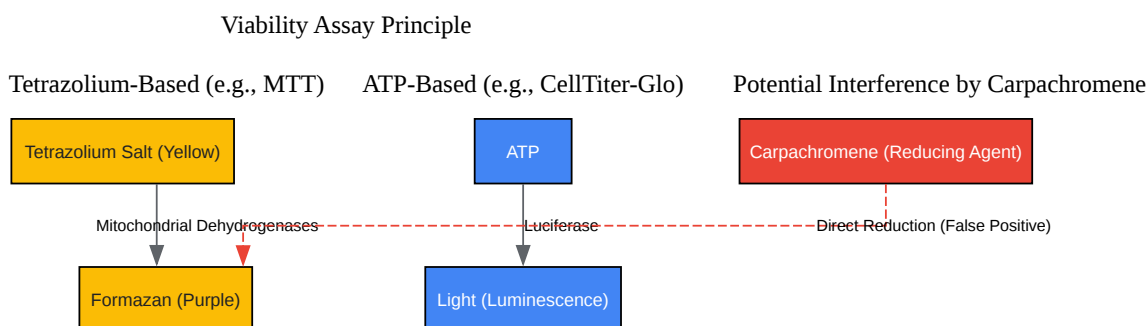 Viability Assay Principle
Tetrazolium-Based (e.g., MTT)
ATP-Based (e.g., CellTiter-Glo)
Potential Interference by Carpachromene
Tetrazolium Salt (Yellow)
ATP
Carpachromene (Reducing Agent)
Mitochondrial Dehydrogenases
Luciferase
Direct Reduction (False Positive)
Formazan (Purple)
Light (Luminescence)